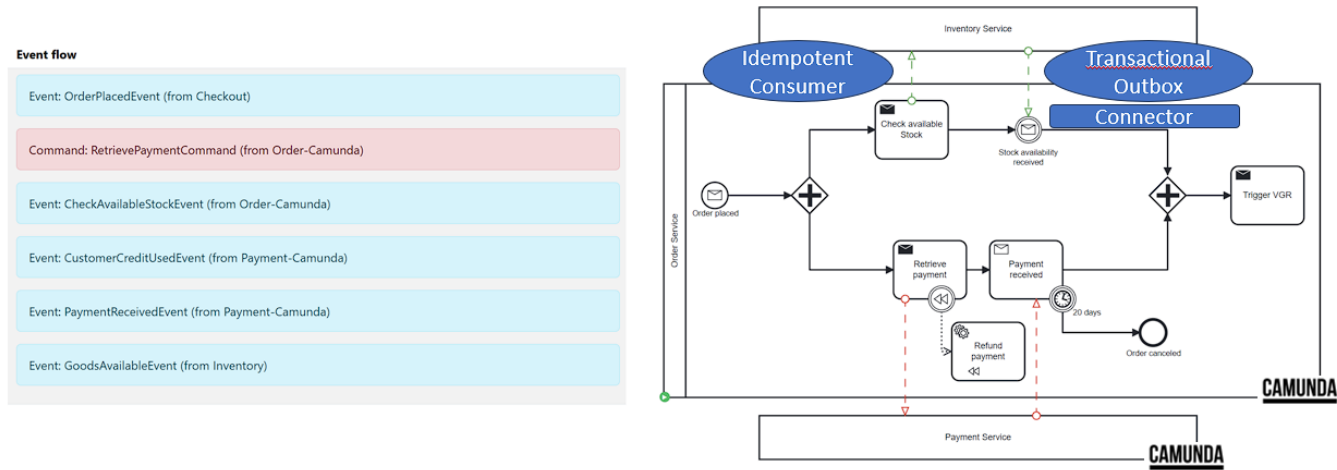 Event flow
Event: OrderPlacedEvent (from Checkout)
Command: RetrievePaymentCommand (from Order-Camunda)
Event: CheckAvailableStockEvent (from Order-Camunda)
Event: CustomerCreditUsedEvent (from Payment-Camunda)
Event: PaymentReceivedEvent (from Payment-Camunda)
Event: GoodsAvailableEvent (from Inventory)
Inventory Service
Idempotent
Consumer
Transactional
Outbox
Connector
Order Service
Check available
Stock
Stock availability
received
Order placed
Trigger VGR
Retrieve
payment
Payment
received
20 days
Refund
payment
Order canceled
CAMUNDA
Payment Service
CAMUNDA